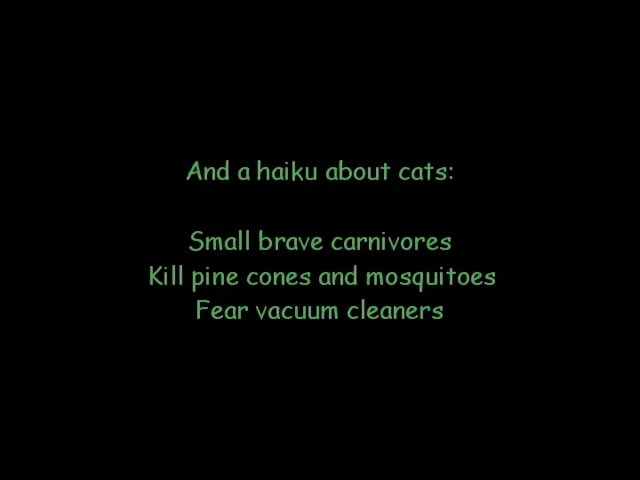 And a haiku about cats:
Small brave carnivores
Kill pine cones and mosquitoes
Fear vacuum cleaners